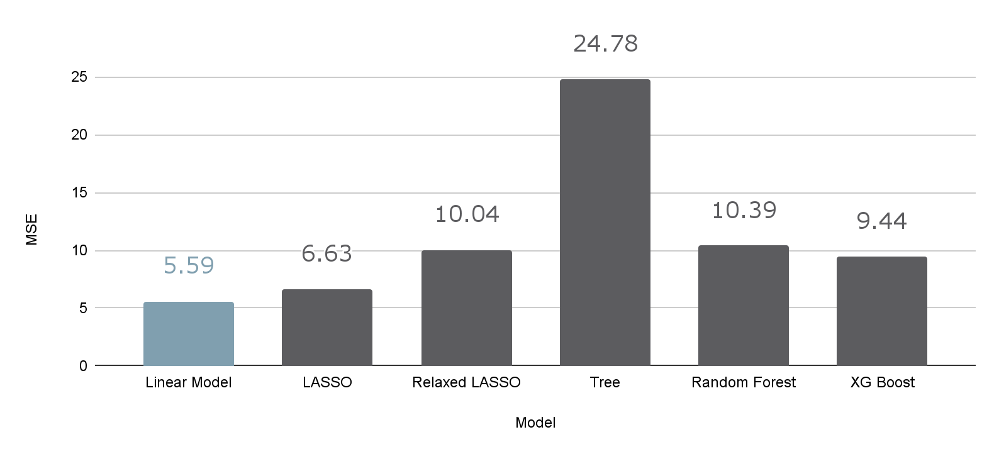 24.78
25
20
15
10
5
0
MSE
5.59
6.63
10.04
10.39
9.44
Linear Model
LASSO
Relaxed LASSO
Tree
Random Forest
XG Boost
Model